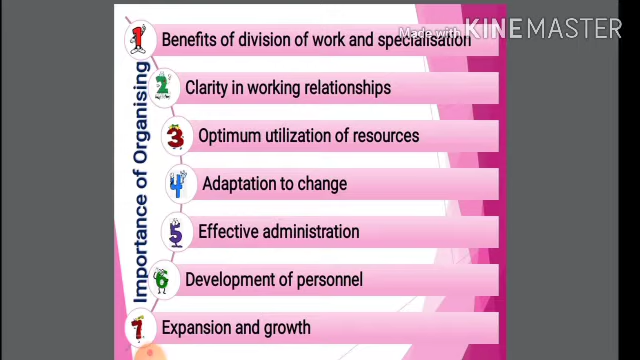 Made with KINEMASTER
Importance of Organising
1 Benefits of division of work and specialisation
2 Clarity in working relationships
3 Optimum utilization of resources
4 Adaptation to change
5 Effective administration
6 Development of personnel
7 Expansion and growth